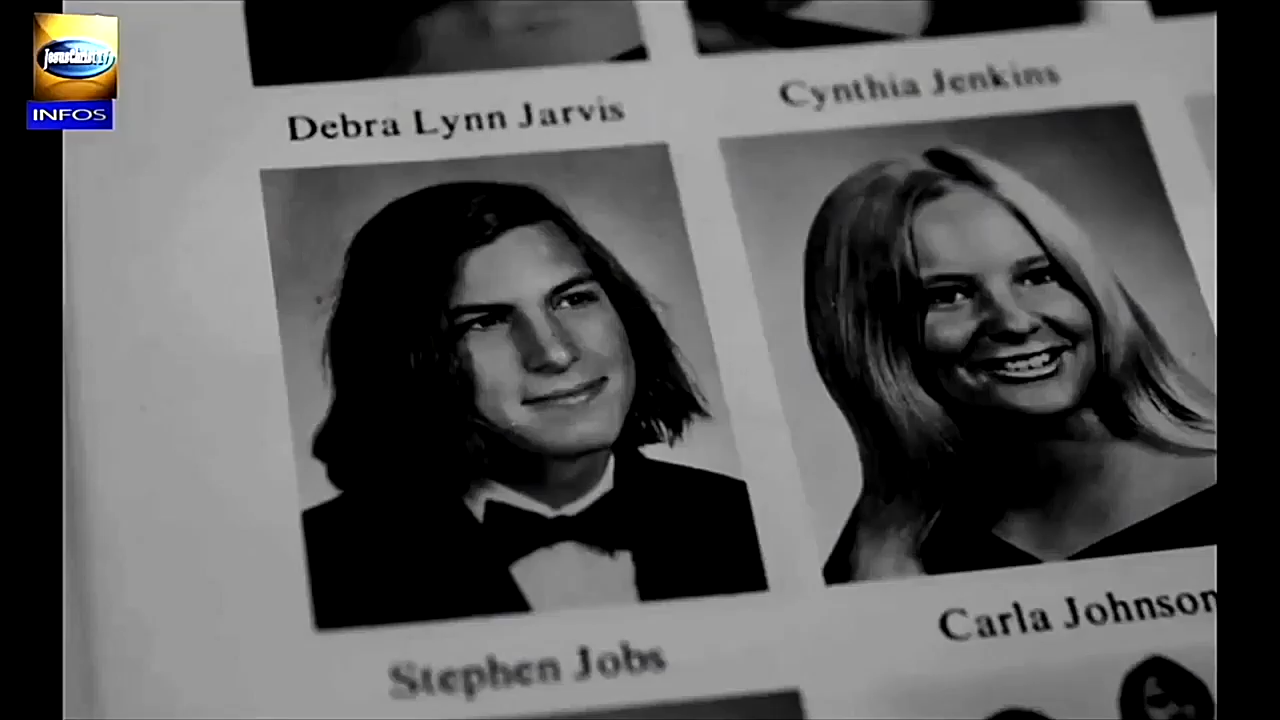 INFOS
Debra Lynn Jarvis
Cynthia Jenkins
Stephen Jobs
Carla Johnson